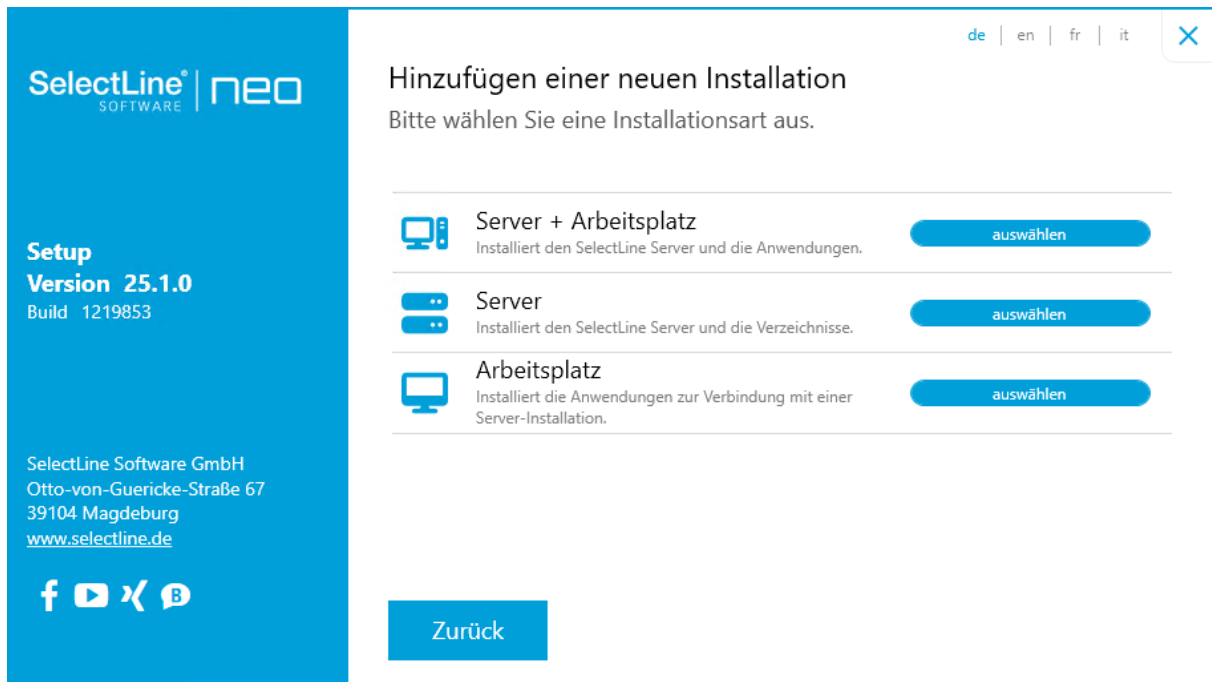 de | en | fr | it
SelectLine® | neo
SOFTWARE
Hinzufügen einer neuen Installation
Bitte wählen Sie eine Installationsart aus.
Setup
Version 25.1.0
Build 1219853
Server + Arbeitsplatz
Installiert den SelectLine Server und die Anwendungen.
auswählen
Server
Installiert den SelectLine Server und die Verzeichnisse.
auswählen
Arbeitsplatz
Installiert die Anwendungen zur Verbindung mit einer
Server-Installation.
auswählen
SelectLine Software GmbH
Otto-von-Guericke-Straße 67
39104 Magdeburg
www.selectline.de
f
B
Zurück